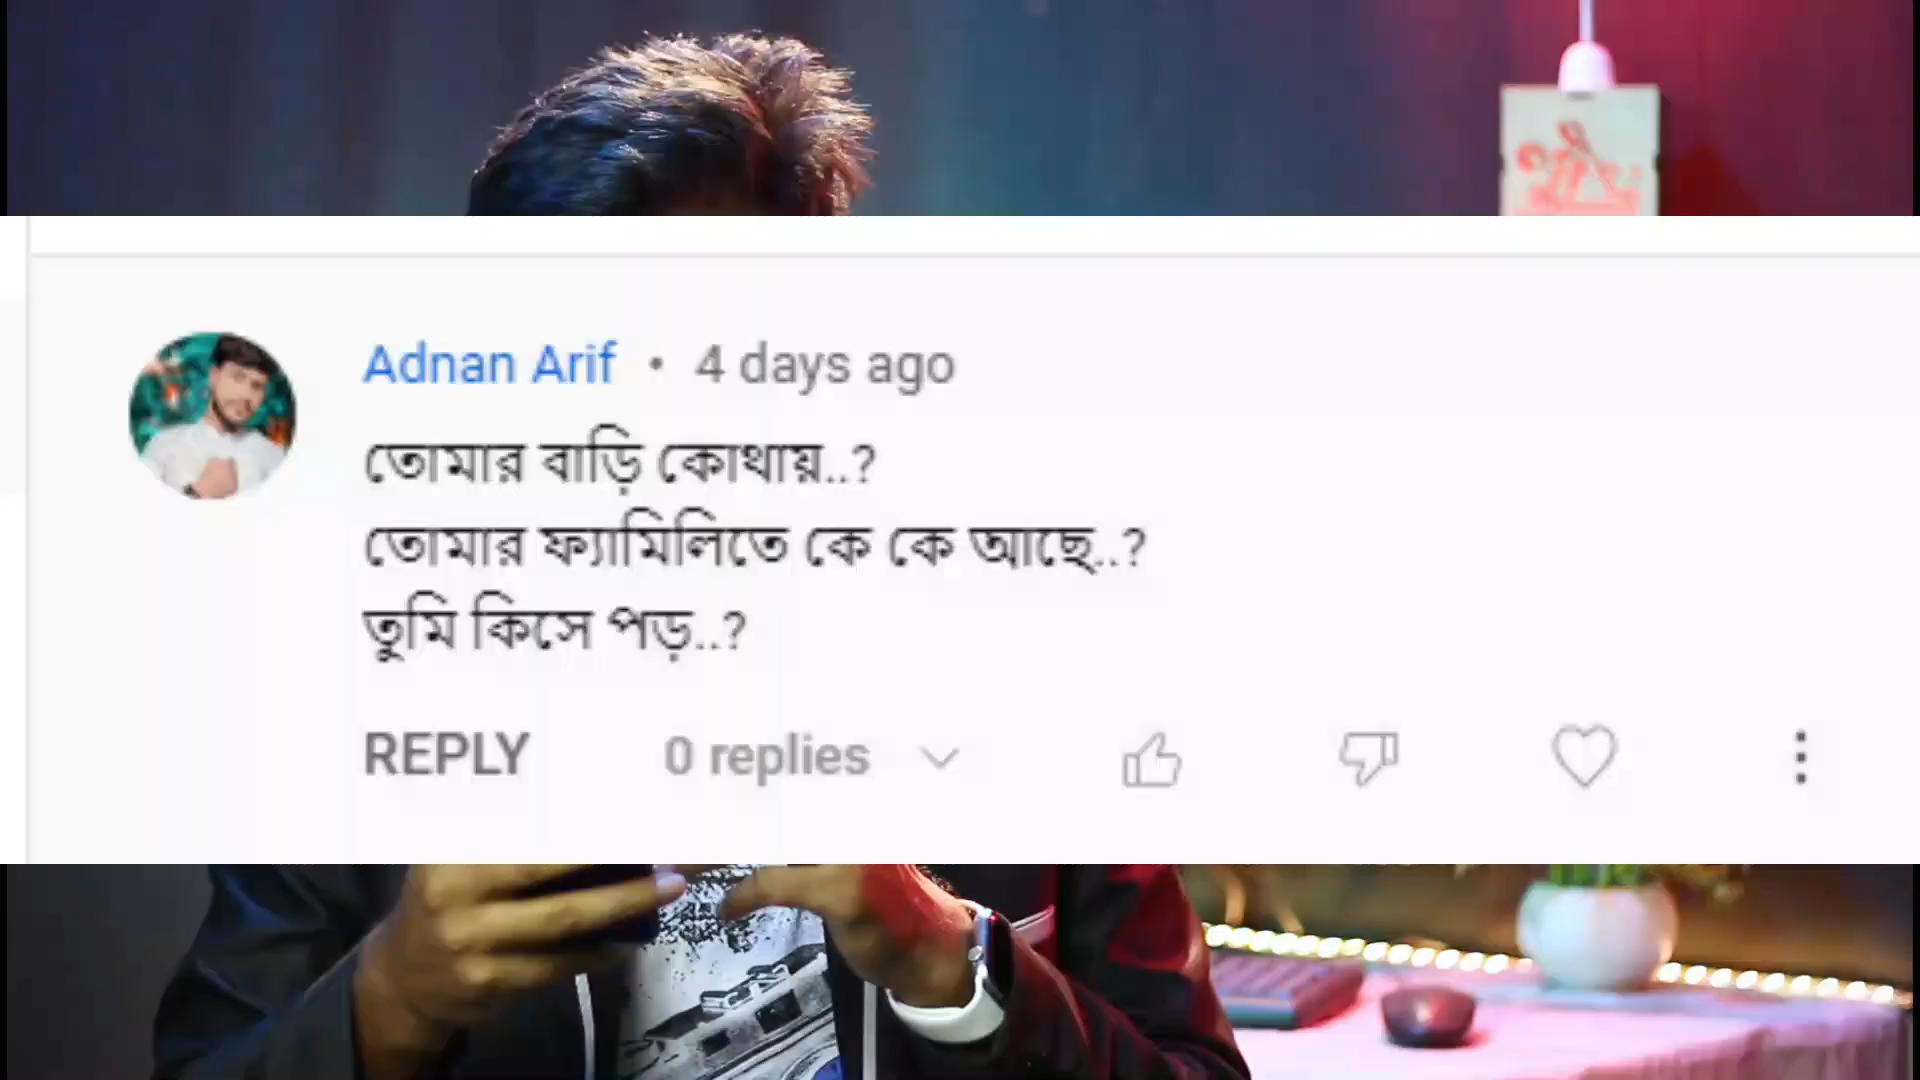 Adnan Arif • 4 days ago
তোমার বাড়ি কোথায়..?
তোমার ফ্যামিলিতে কে কে আছে..?
তুমি কিসে পড়..?
REPLY 0 replies